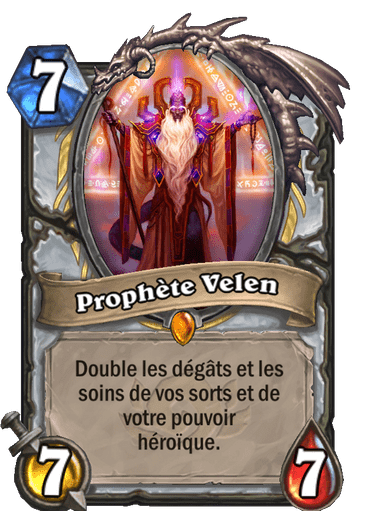 7
Prophète Velen
Double les dégâts et les
soins de vos sorts et de
votre pouvoir
héroïque.
7
7